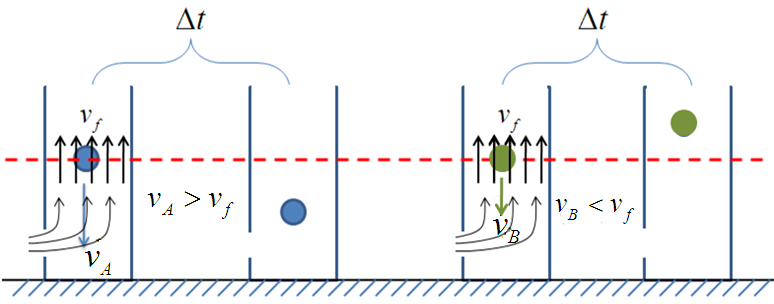 Δt
Δt
v_f
v_f
v_A > v_f
v_B < v_f
v_A
v_B